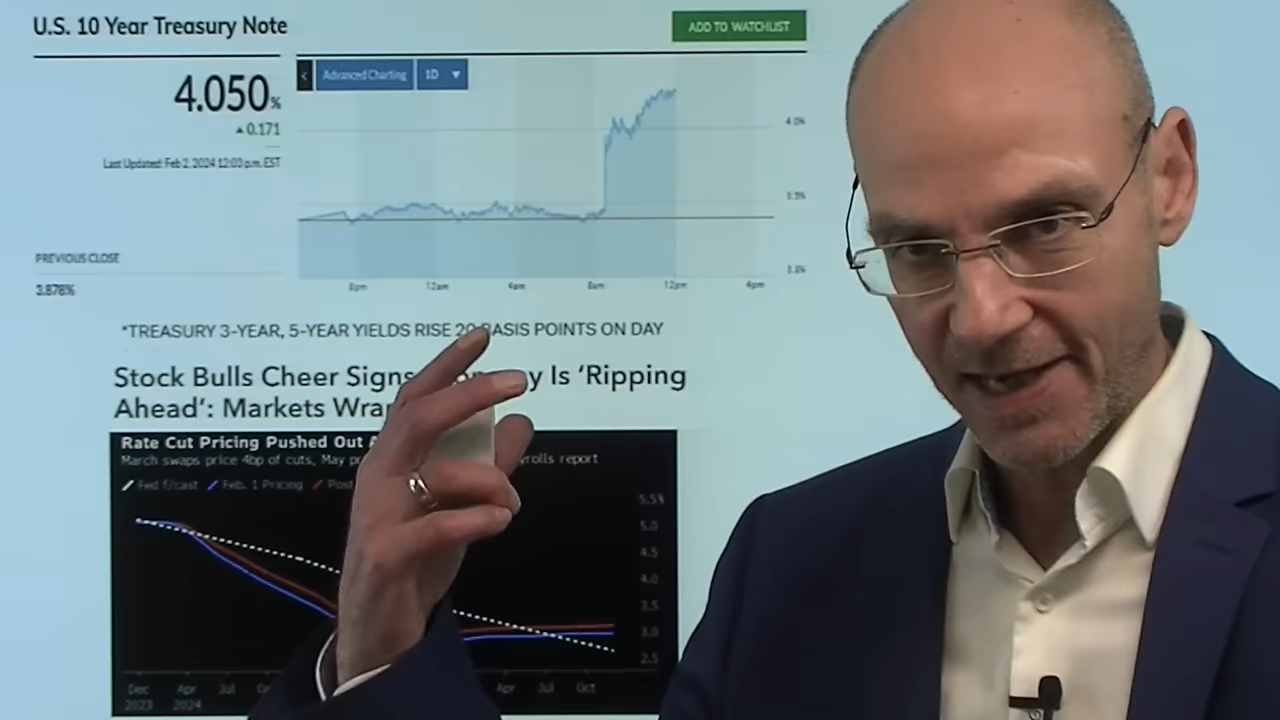 U.S. 10 Year Treasury Note
ADD TO WATCHLIST
4.050%
▲0.171
Last Updated: Feb 2, 2024 12:03 p.m. EST
PREVIOUS CLOSE
3.878%
Advanced Charting 1D ▼
4.0%
8pm 12am 4am 8am 12pm 4pm
*TREASURY 3-YEAR, 5-YEAR YIELDS RISE 20 BASIS POINTS ON DAY
Stock Bulls Cheer Signs Is 'Ripping
Ahead': Markets Wrap
Rate Cut Pricing Pushed Out
March swaps price 4bp of cuts, May report
Fed f/cast Feb. 1 Pricing Post
5.5%
5.0
4.5
4.0
3.5
3.0
2.5
Dec Apr Jul Apr Jul Oct
2023 2024